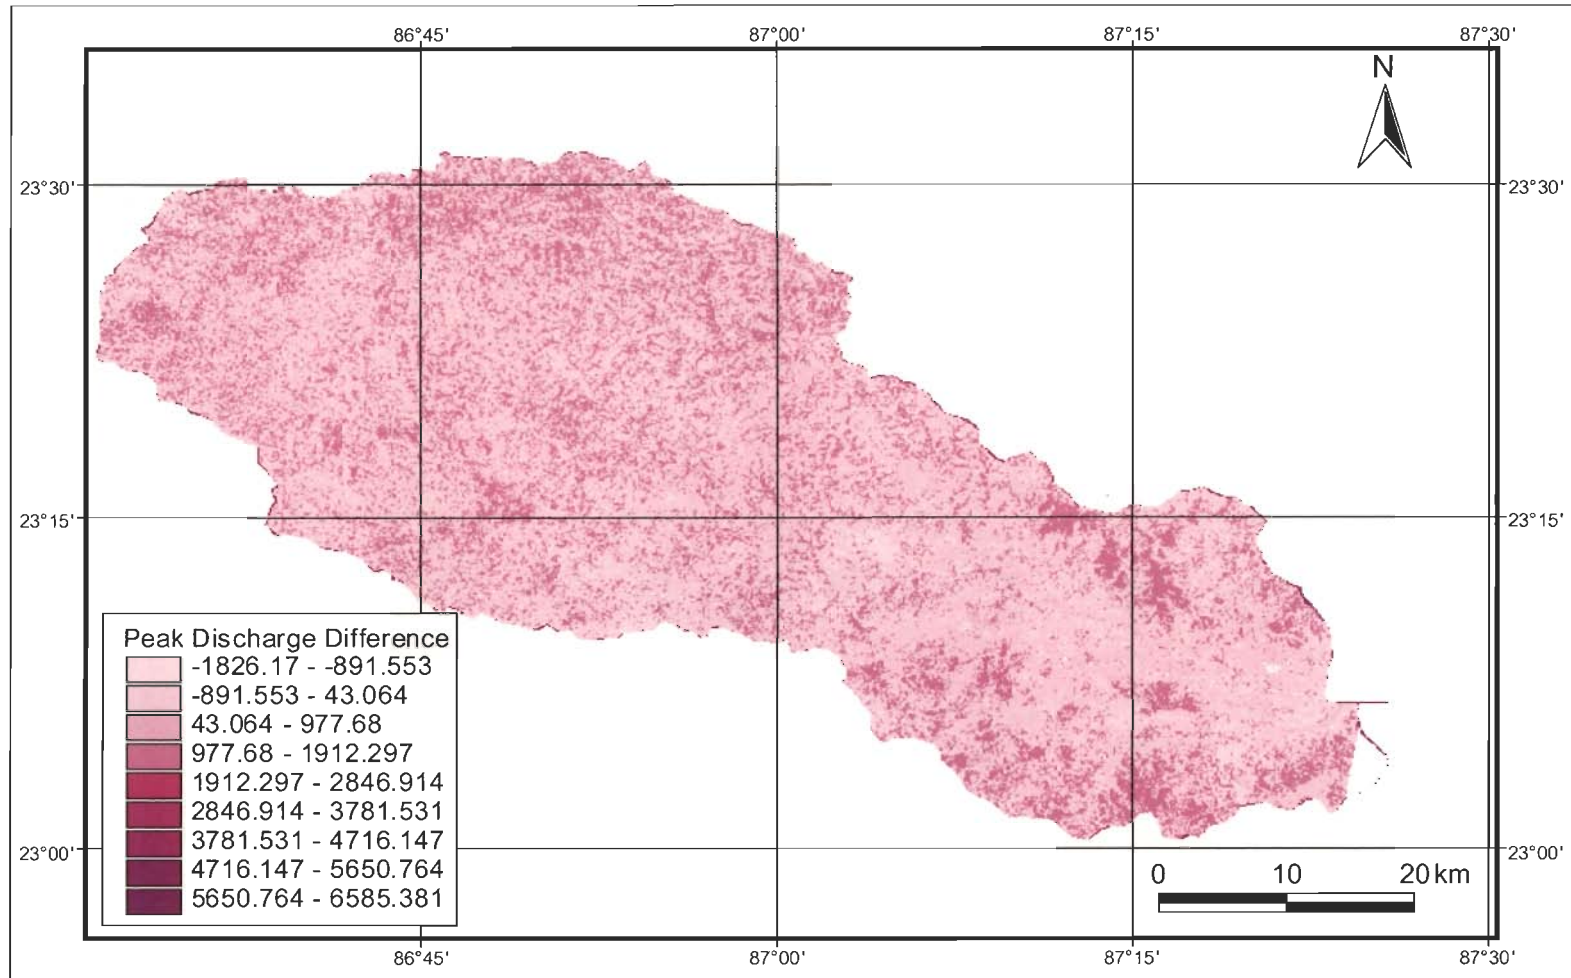 86°45' 87°00' 87°15' 87°30'
N
23°30' 23°30'
23°15' 23°15'
Peak Discharge Difference
-1826.17 - -891.553
-891.553 - 43.064
43.064 - 977.68
977.68 - 1912.297
1912.297 - 2846.914
2846.914 - 3781.531
3781.531 - 4716.147
4716.147 - 5650.764
5650.764 - 6585.381
23°00' 23°00'
0 10 20 km
86°45' 87°00' 87°15' 87°30'